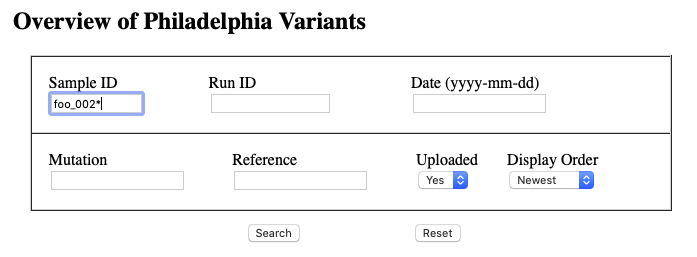 Overview of Philadelphia Variants
Sample ID Run ID Date (yyyy-mm-dd)
foo_002*
Mutation Reference Uploaded Display Order
Yes Newest
Search Reset